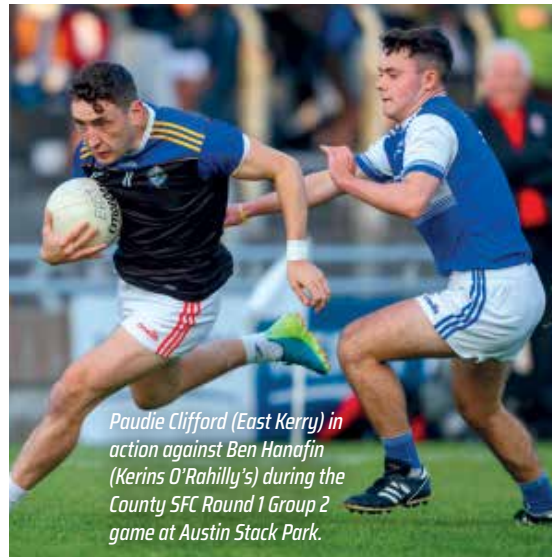 Paudie Clifford (East Kerry) in
action against Ben Hanafin
(Kerins O'Rahilly's) during the
County SFC Round 1 Group 2
game at Austin Stack Park.